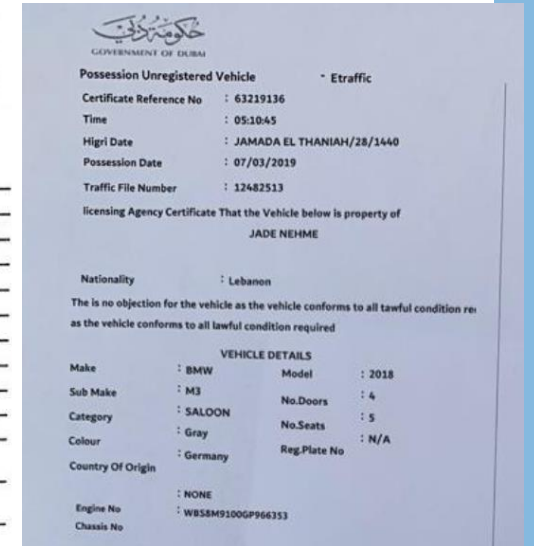 حكومة دبي
GOVERNMENT OF DUBAI
Possession Unregistered Vehicle - Etraffic
Certificate Reference No : 63219136
Time : 05:10:45
Higri Date : JAMADA EL THANIAH/28/1440
Possession Date : 07/03/2019
Traffic File Number : 12482513
licensing Agency Certificate That the Vehicle below is property of
JADE NEHME
Nationality : Lebanon
The is no objection for the vehicle as the vehicle conforms to all tawful condition
as the vehicle conforms to all lawful condition required
VEHICLE DETAILS
Make : BMW Model : 2018
Sub Make : M3 No.Doors : 4
Category : SALOON No.Seats : 5
Colour : Gray Reg.Plate No : N/A
Country Of Origin : Germany
Engine No : NONE
Chassis No : WBS8M9100GP966353